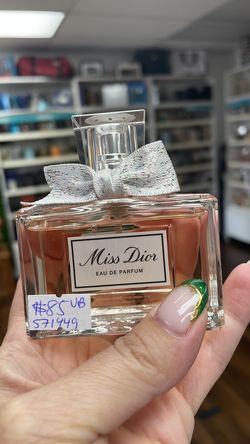 Miss Dior
EAU DE PARFUM
$85 UB
571449